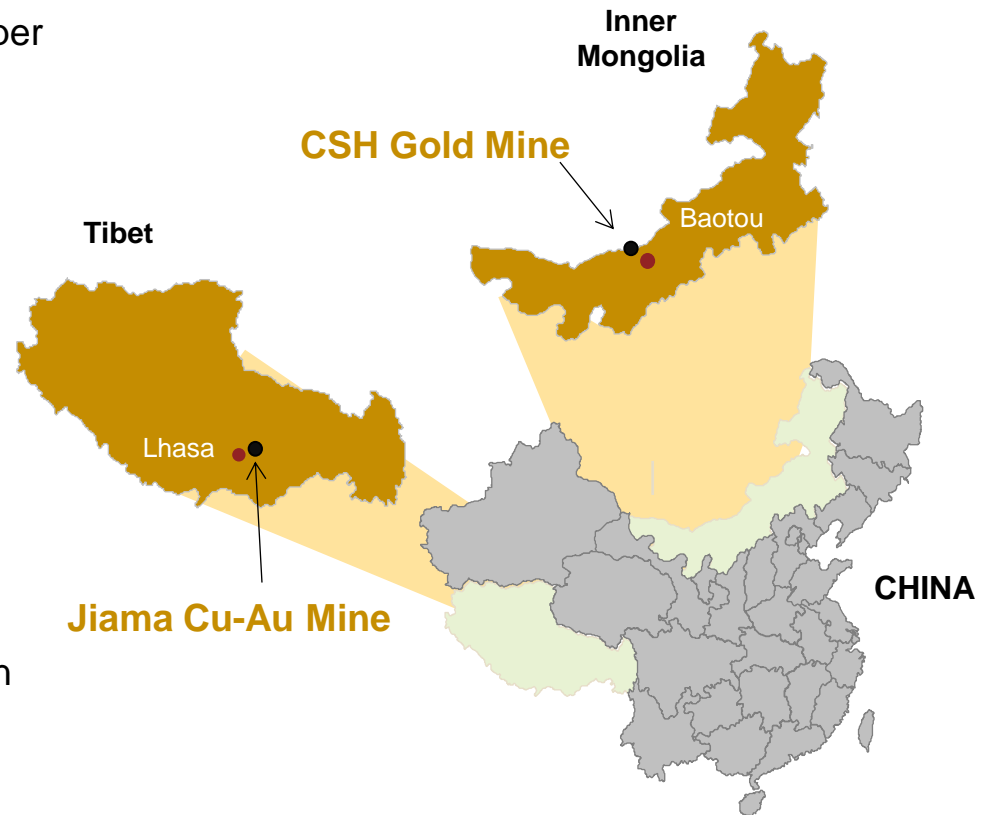 Inner
Mongolia
CSH Gold Mine
Baotou
Tibet
Lhasa
CHINA
Jiama Cu-Au Mine